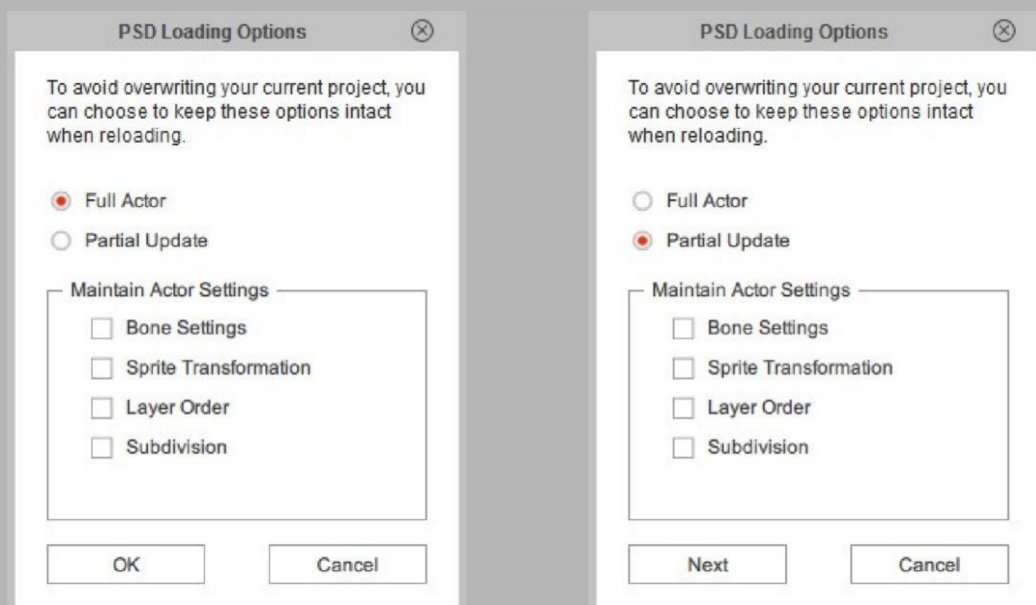 PSD Loading Options
To avoid overwriting your current project, you
can choose to keep these options intact
when reloading.
Full Actor
Partial Update
Maintain Actor Settings
Bone Settings
Sprite Transformation
Layer Order
Subdivision
OK
Cancel
PSD Loading Options
To avoid overwriting your current project, you
can choose to keep these options intact
when reloading.
Full Actor
Partial Update
Maintain Actor Settings
Bone Settings
Sprite Transformation
Layer Order
Subdivision
Next
Cancel